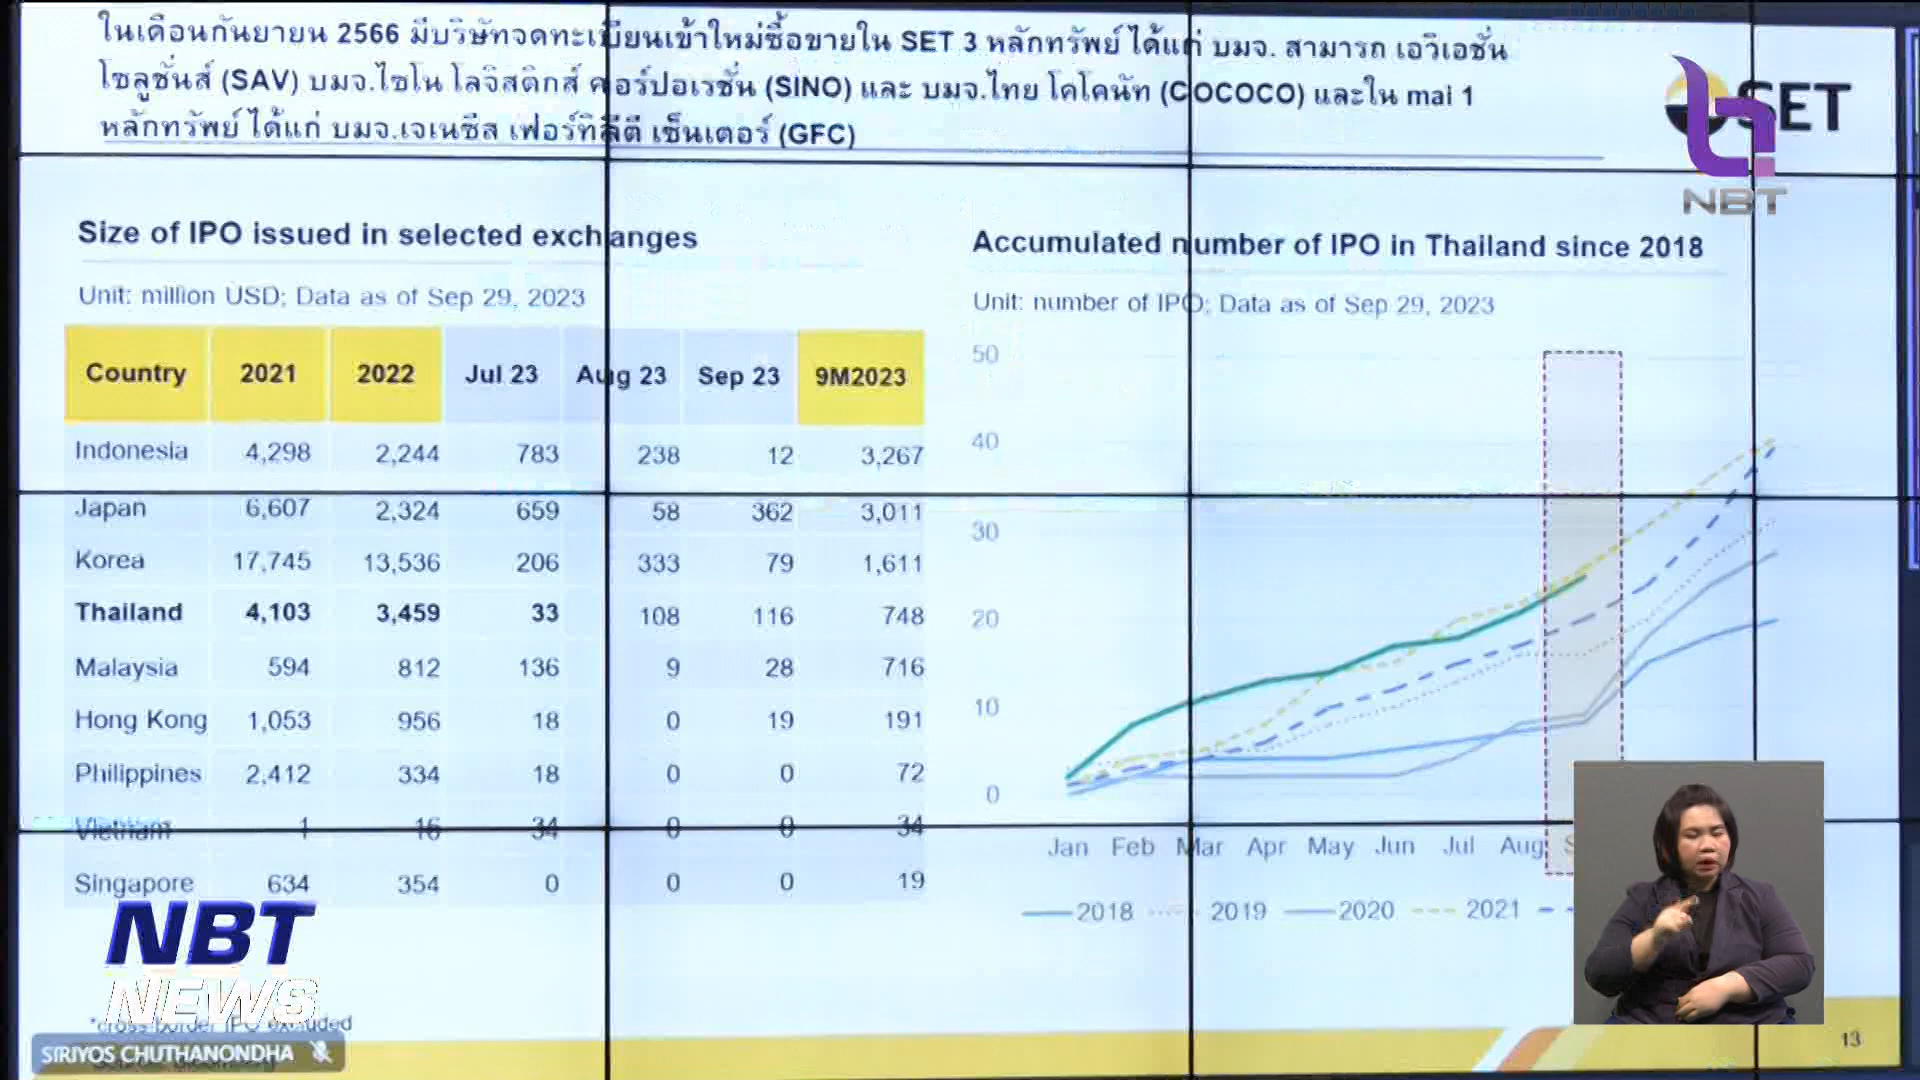 ในเดือนกันยายน 2566 มีบริษัทจดทะเบียนเข้าใหม่ซื้อขายใน SET 3 หลักทรัพย์ ได้แก่ บมจ. สามารถ เอวิเอชั่น
โซลูชั่นส์ (SAV) บมจ.ไซโน โลจิสติกส์ คอร์ปอเรชั่น (SINO) และ บมจ.ไทย โคโคนัท (COCOCO) และใน mai 1
หลักทรัพย์ ได้แก่ บมจ.เจเนซีส เฟอร์ทิลิตี้ เซ็นเตอร์ (GFC)
SET
NBT
Size of IPO issued in selected exchanges
Unit: million USD; Data as of Sep 29, 2023
Country 2021 2022 Jul 23 Aug 23 Sep 23 9M2023
Indonesia 4,298 2,244 783 238 12 3,267
Japan 6,607 2,324 659 58 362 3,011
Korea 17,745 13,536 206 333 79 1,611
Thailand 4,103 3,459 33 108 116 748
Malaysia 594 812 136 9 28 716
Hong Kong 1,053 956 18 0 19 191
Philippines 2,412 334 18 0 0 72
Vietnam 1 16 34 0 0 34
Singapore 634 354 0 0 0 19
Accumulated number of IPO in Thailand since 2018
Unit: number of IPO; Data as of Sep 29, 2023
50
40
30
20
10
0
Jan Feb Mar Apr May Jun Jul Aug
2018 2019 2020 2021
NBT
NEWS
*cross border IPO excluded
SIRIYOS CHUTHANONDHA
13